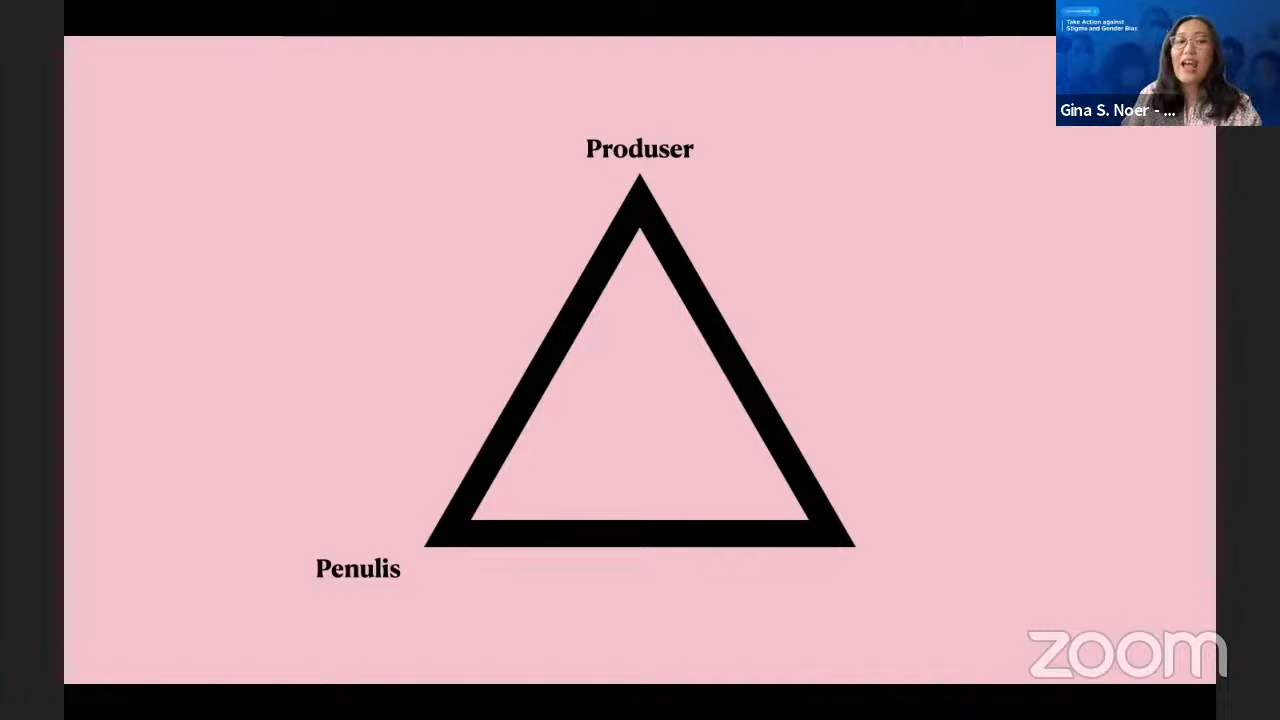 Take Action against
Stigma and Gender Bias
Gina S. Noer - ...
Produser
Penulis
zoom